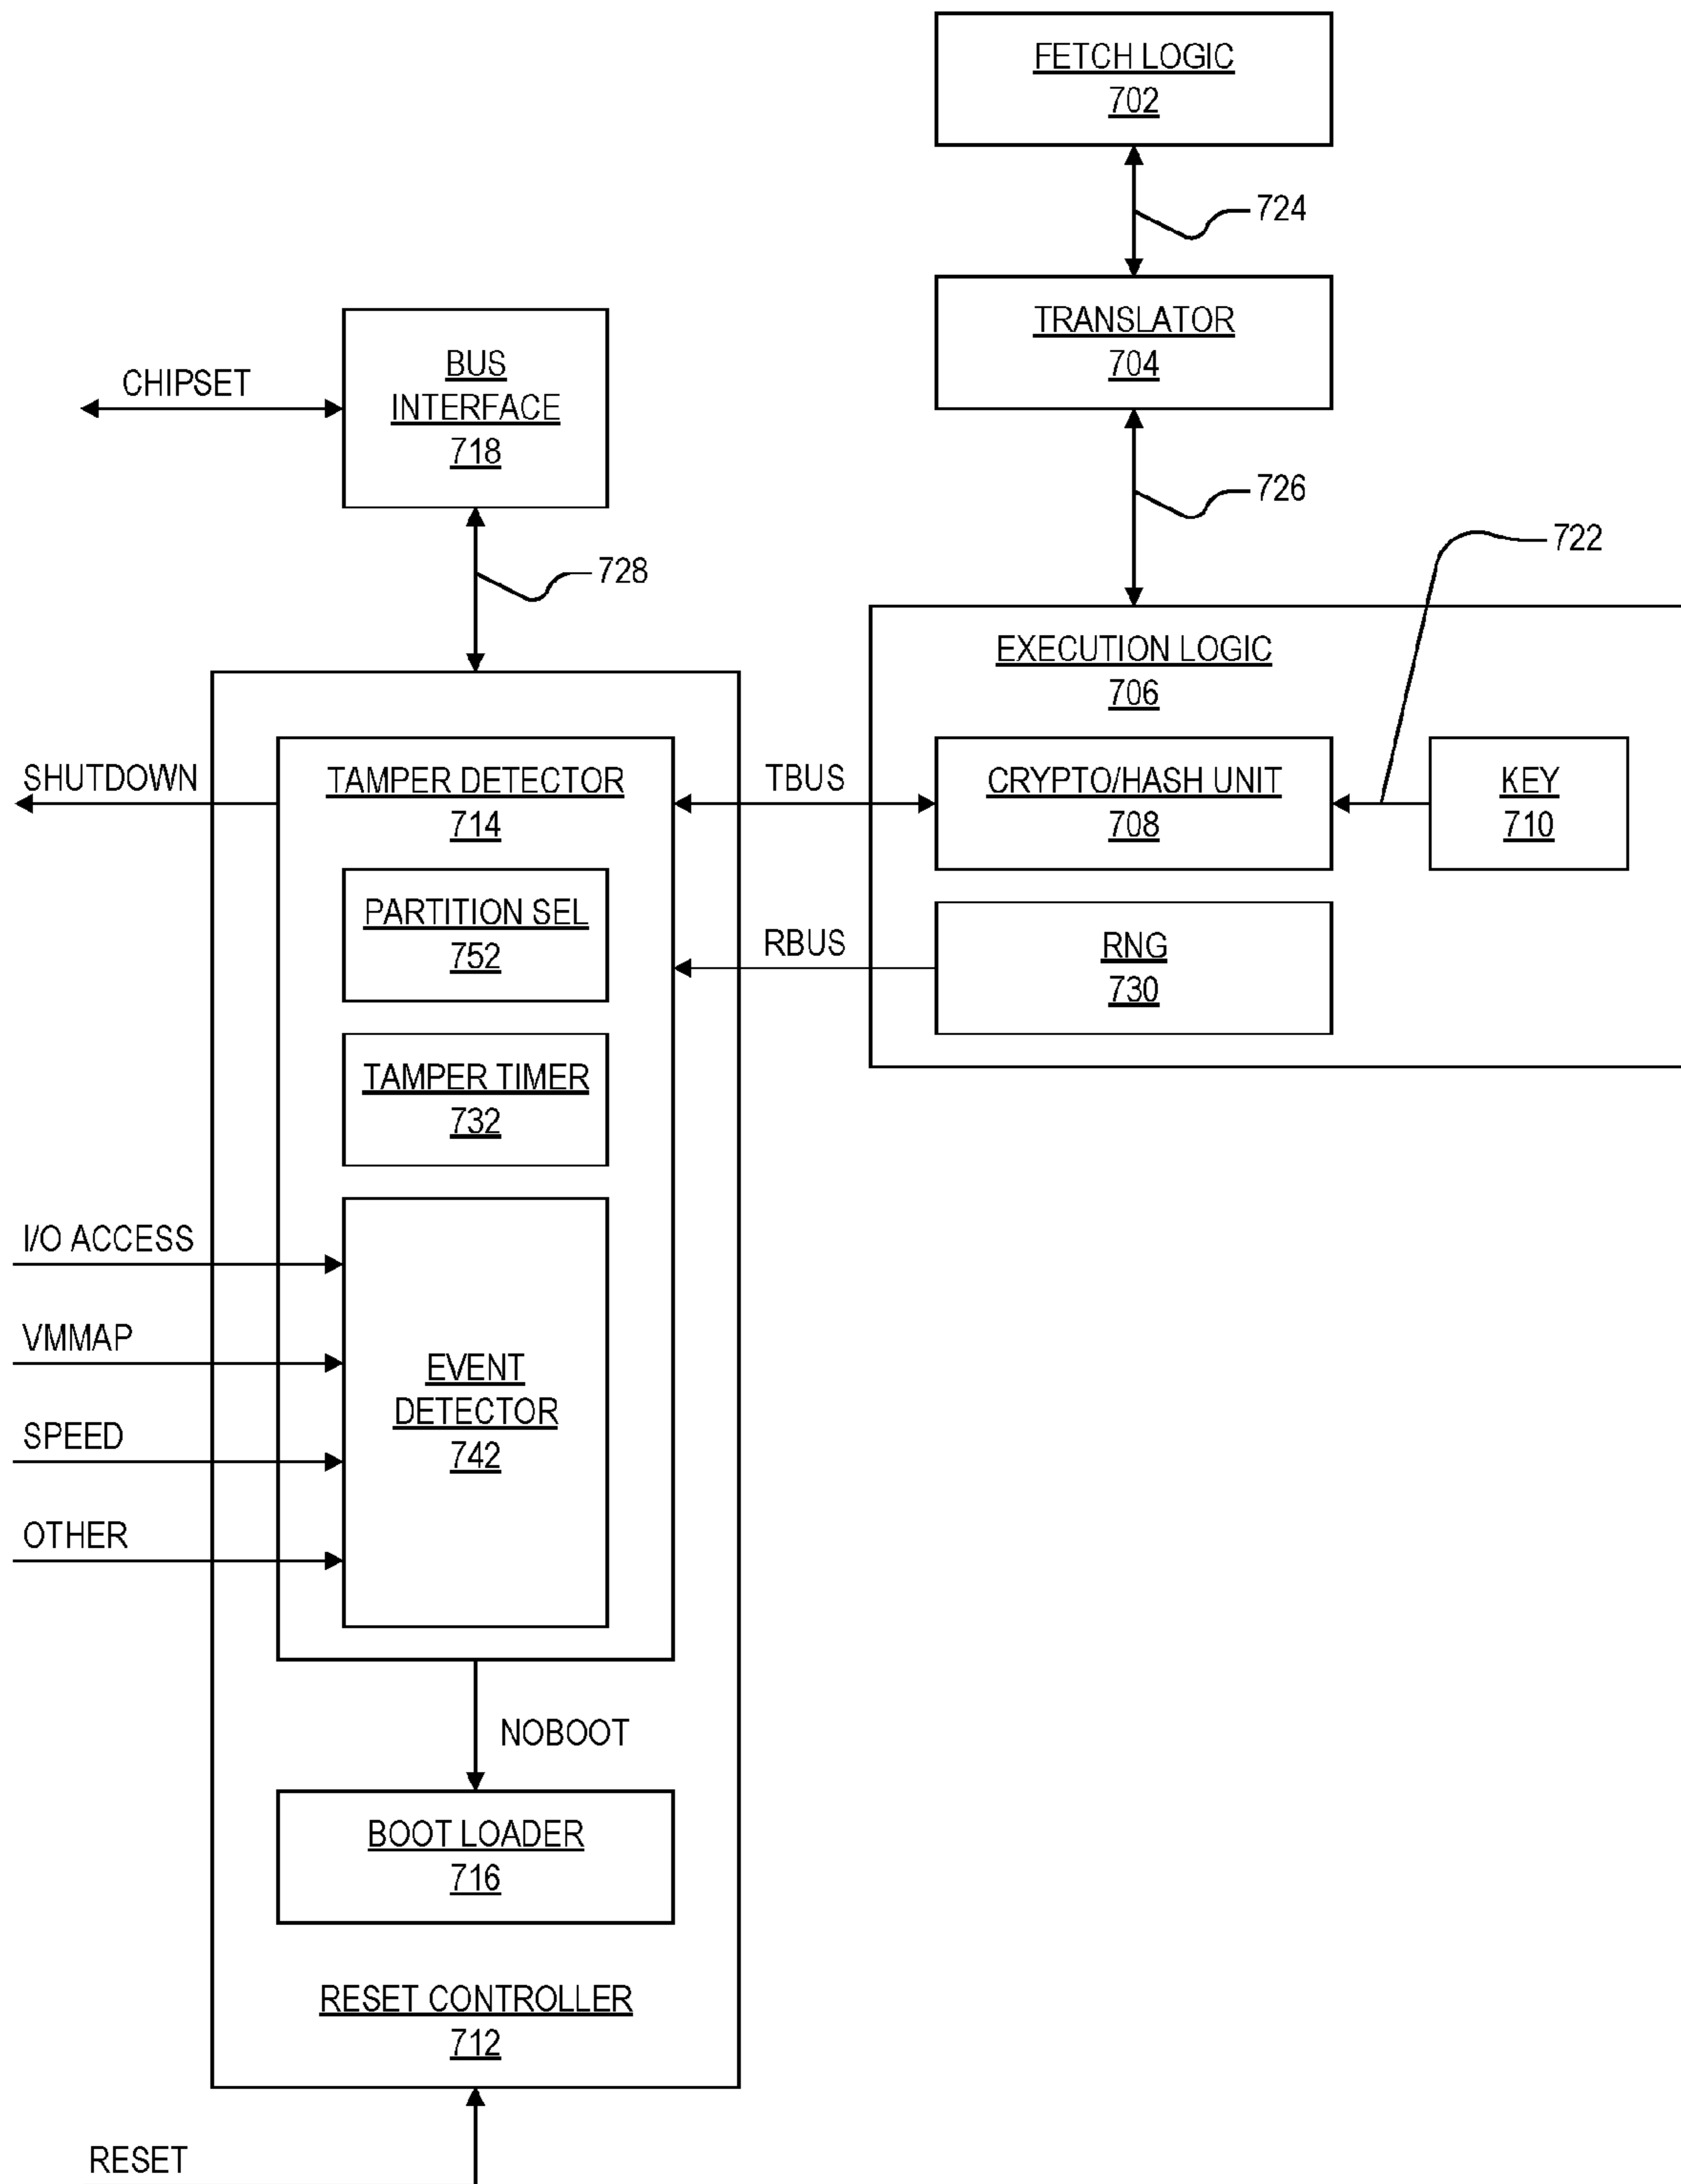 FETCH LOGIC
702
724
TRANSLATOR
704
726
BUS
INTERFACE
718
CHIPSET
728
722
EXECUTION LOGIC
706
SHUTDOWN
TAMPER DETECTOR
714
TBUS
CRYPTO/HASH UNIT
708
KEY
710
PARTITION SEL
752
RBUS
RNG
730
TAMPER TIMER
732
I/O ACCESS
VMMAP
SPEED
OTHER
EVENT
DETECTOR
742
NOBOOT
BOOT LOADER
716
RESET CONTROLLER
712
RESET